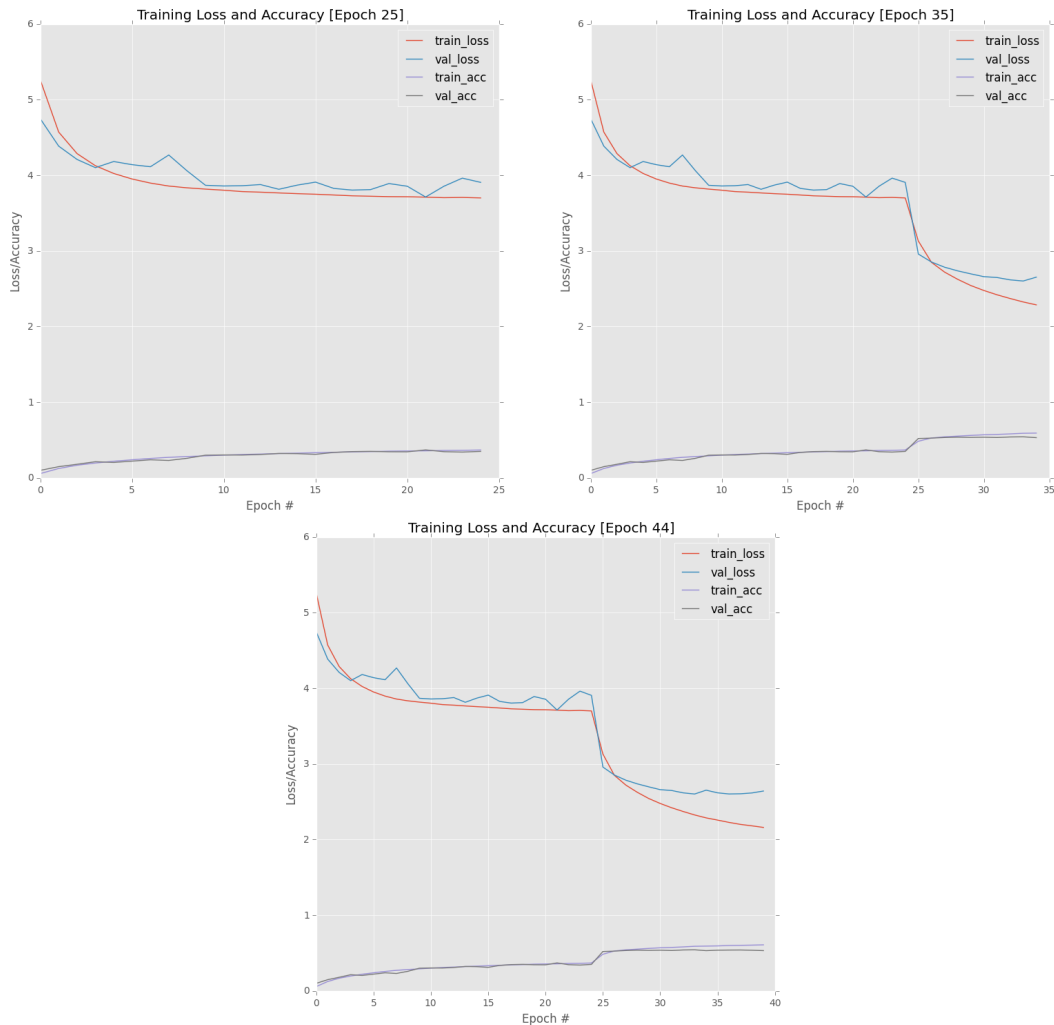 Training Loss and Accuracy [Epoch 25]
6
5
4
3
2
1
0
Loss/Accuracy
train_loss
val_loss
train_acc
val_acc
0 5 10 15 20 25
Epoch #
Training Loss and Accuracy [Epoch 35]
6
5
4
3
2
1
0
Loss/Accuracy
train_loss
val_loss
train_acc
val_acc
0 5 10 15 20 25 30 35
Epoch #
Training Loss and Accuracy [Epoch 44]
6
5
4
3
2
1
0
Loss/Accuracy
train_loss
val_loss
train_acc
val_acc
0 5 10 15 20 25 30 35 40
Epoch #